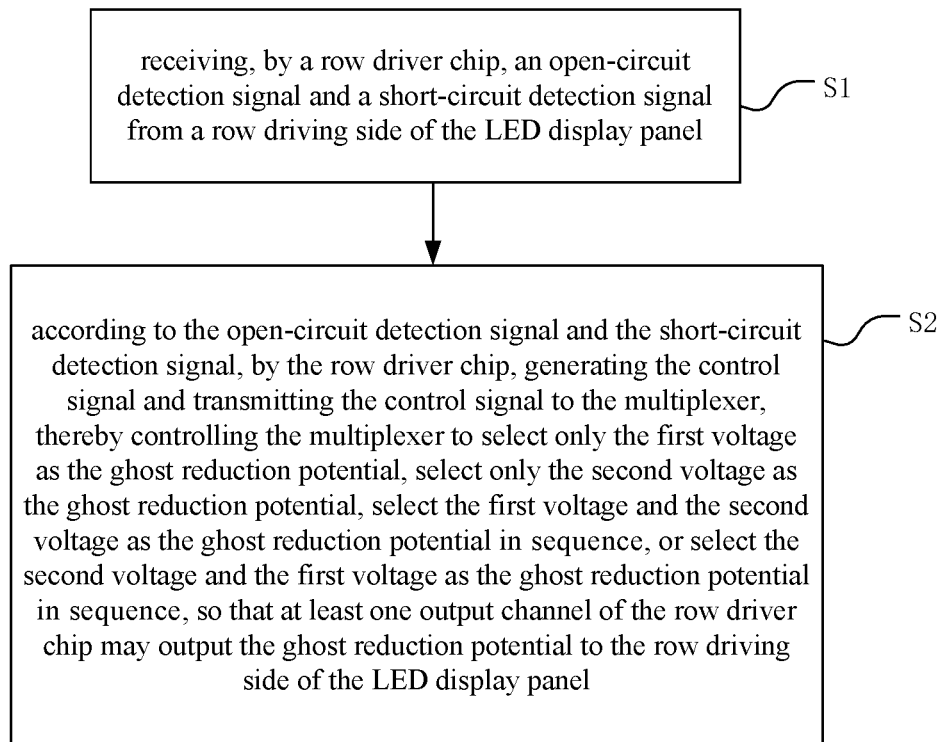 receiving, by a row driver chip, an open-circuit
detection signal and a short-circuit detection signal
from a row driving side of the LED display panel
S1
according to the open-circuit detection signal and the short-circuit
detection signal, by the row driver chip, generating the control
signal and transmitting the control signal to the multiplexer,
thereby controlling the multiplexer to select only the first voltage
as the ghost reduction potential, select only the second voltage as
the ghost reduction potential, select the first voltage and the second
voltage as the ghost reduction potential in sequence, or select the
second voltage and the first voltage as the ghost reduction potential
in sequence, so that at least one output channel of the row driver
chip may output the ghost reduction potential to the row driving
side of the LED display panel
S2